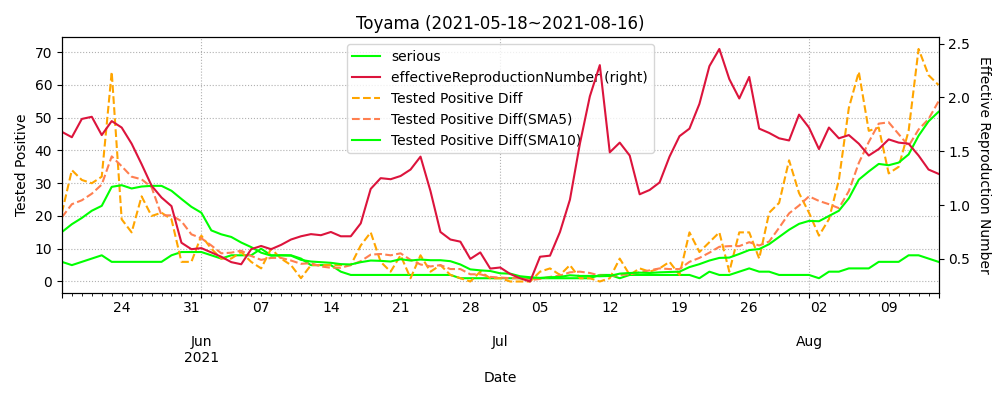 Toyama (2021-05-18~2021-08-16)
serious
effectiveReproductionNumber (right)
Tested Positive Diff
Tested Positive Diff(SMA5)
Tested Positive Diff(SMA10)
Tested Positive
70
60
50
40
30
20
10
0
2.5
2.0
1.5
1.0
0.5
Effective Reproduction Number
24 31 07 14 21 28 05 12 19 26 02 09
Jun Jul Aug
2021
Date